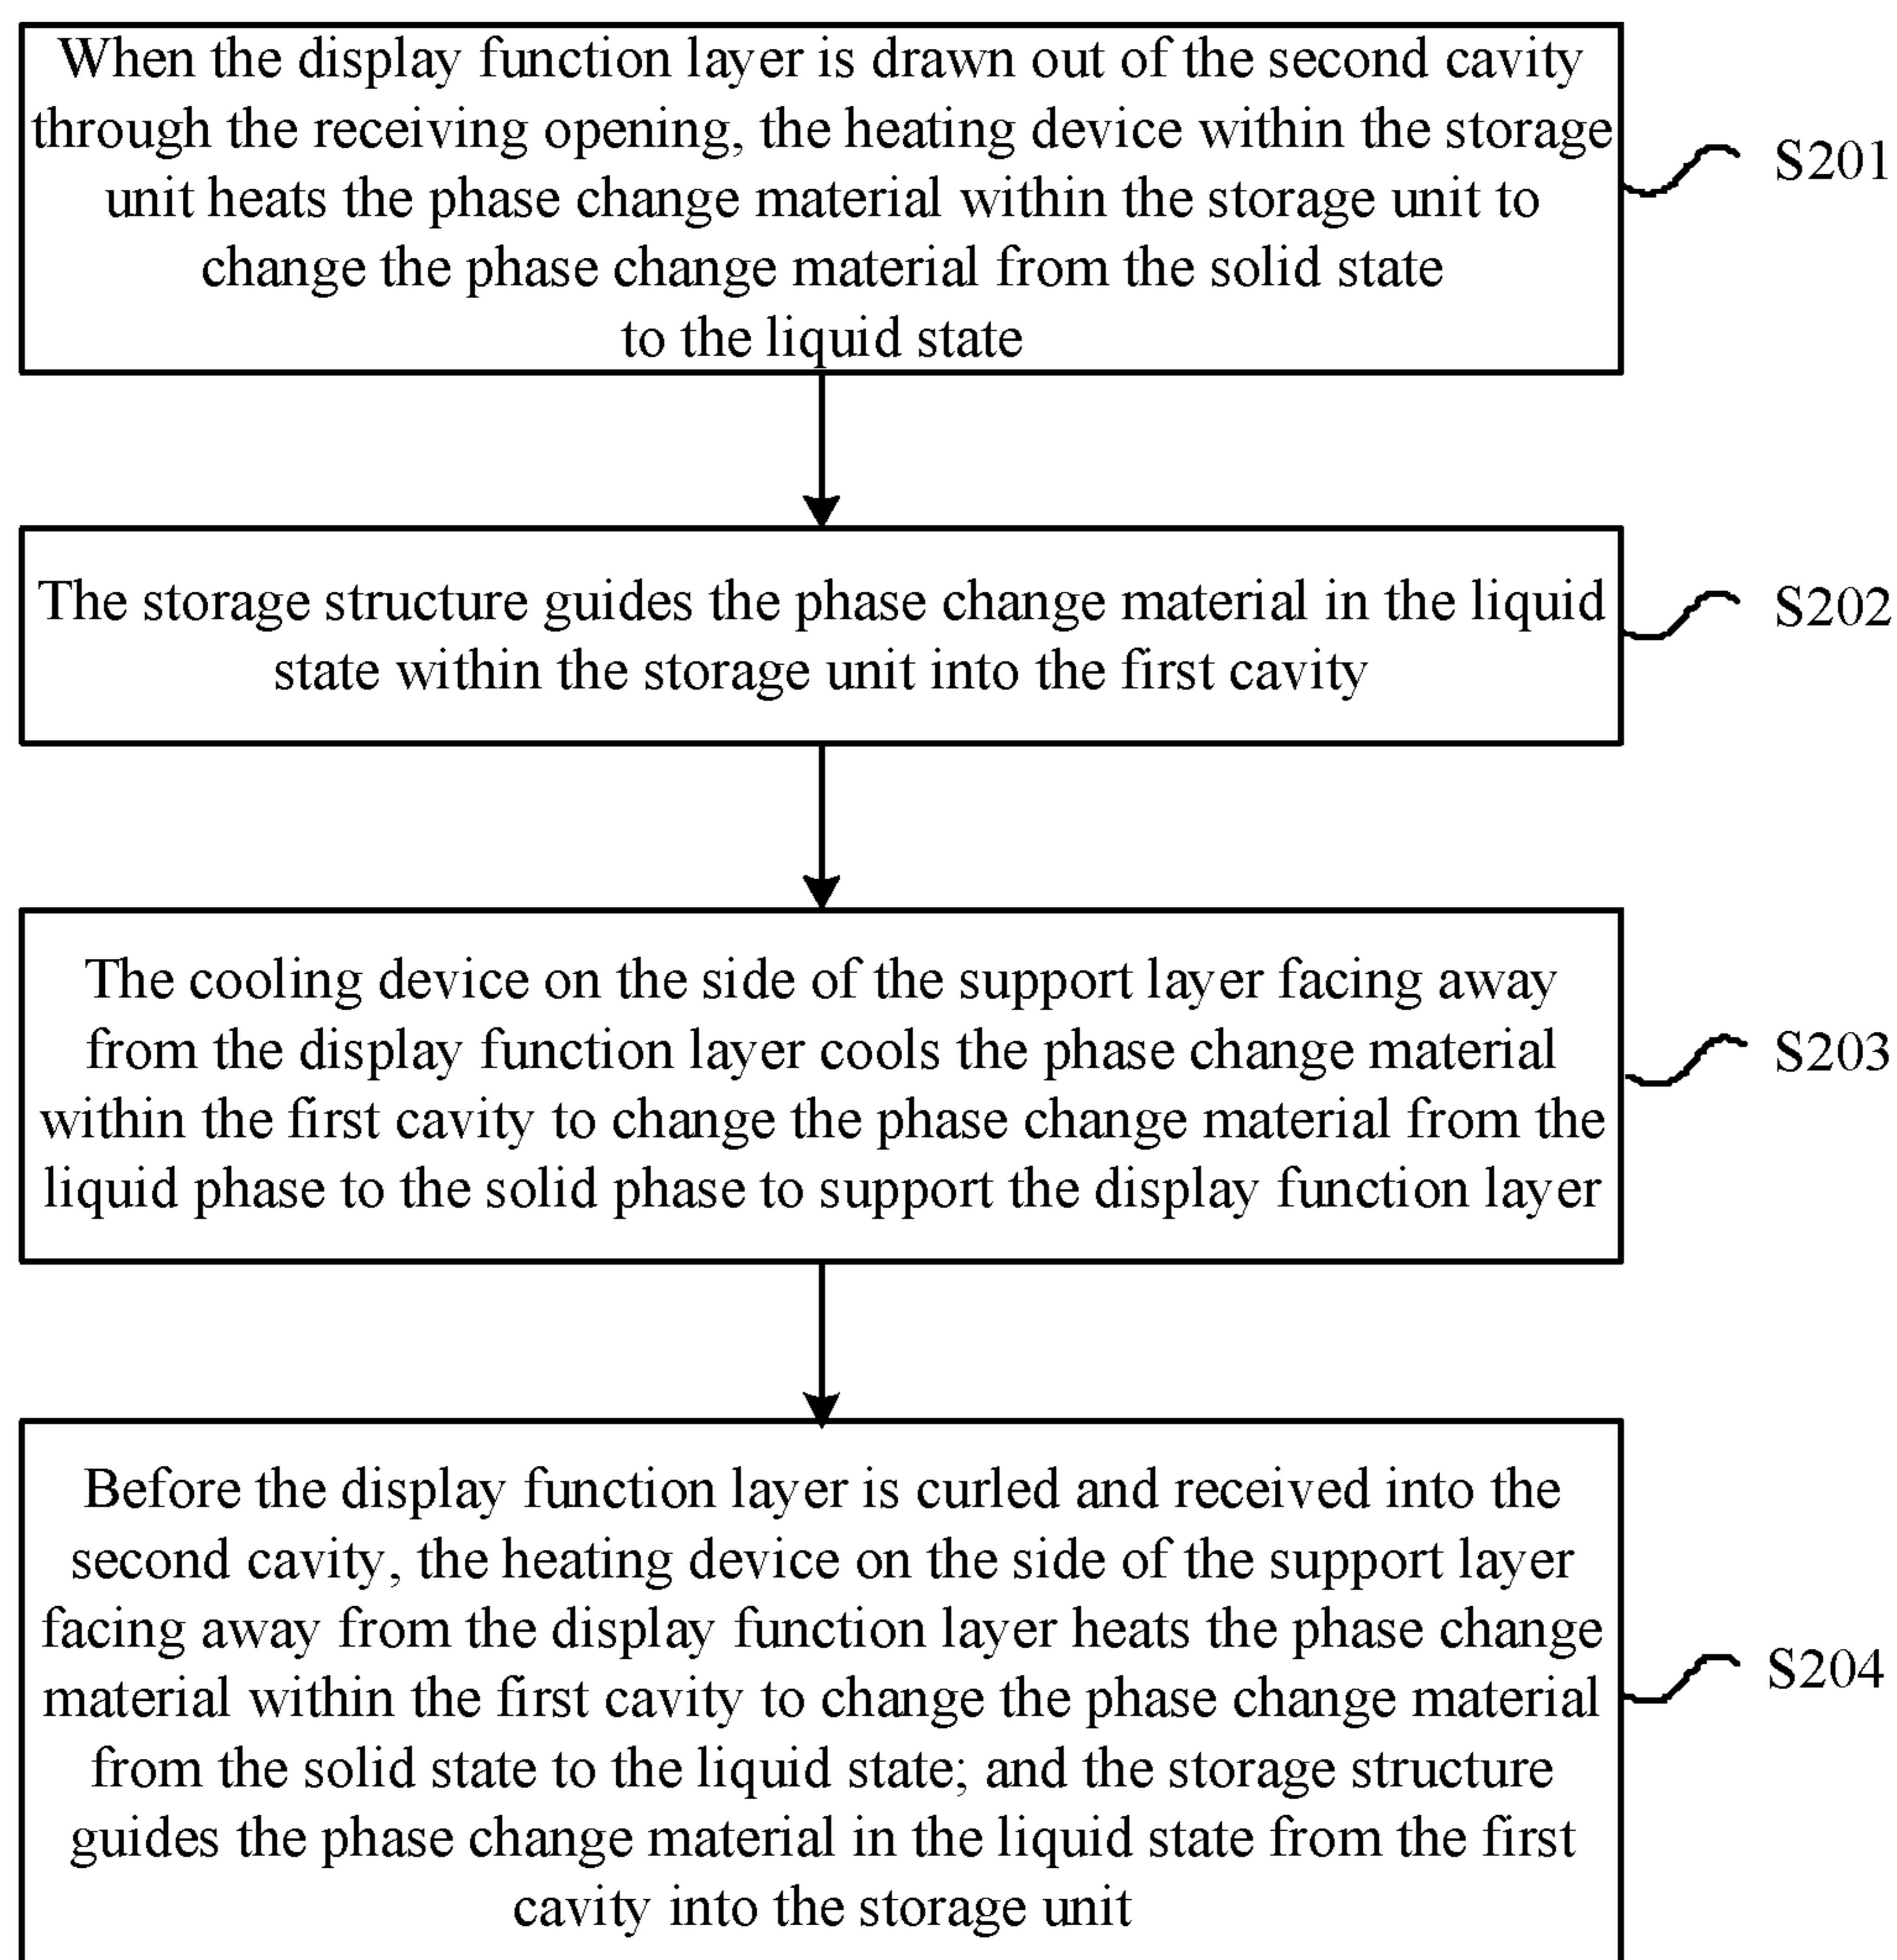 When the display function layer is drawn out of the second cavity
through the receiving opening, the heating device within the storage
unit heats the phase change material within the storage unit to
change the phase change material from the solid state
to the liquid state
S201
The storage structure guides the phase change material in the liquid
state within the storage unit into the first cavity
S202
The cooling device on the side of the support layer facing away
from the display function layer cools the phase change material
within the first cavity to change the phase change material from the
liquid phase to the solid phase to support the display function layer
S203
Before the display function layer is curled and received into the
second cavity, the heating device on the side of the support layer
facing away from the display function layer heats the phase change
material within the first cavity to change the phase change material
from the solid state to the liquid state; and the storage structure
guides the phase change material in the liquid state from the first
cavity into the storage unit
S204